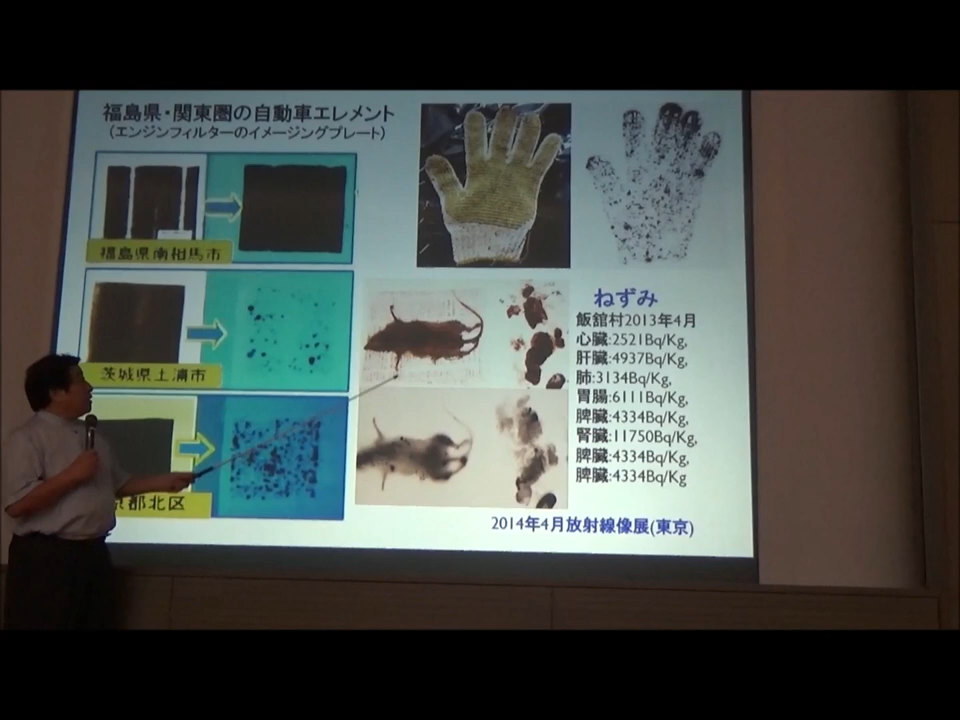 福島県・関東圏の自動車エレメント
(エンジンフィルターのイメージングプレート)
福島県南相馬市
茨城県土浦市
京都北区
ねずみ
飯舘村2013年4月
心臓:2521Bq/Kg,
肝臓:4937Bq/Kg,
肺:3134Bq/Kg,
胃腸:6111Bq/Kg,
脾臓:4334Bq/Kg,
腎臓:11750Bq/Kg,
脾臓:4334Bq/Kg,
脾臓:4334Bq/Kg
2014年4月放射線像展(東京)